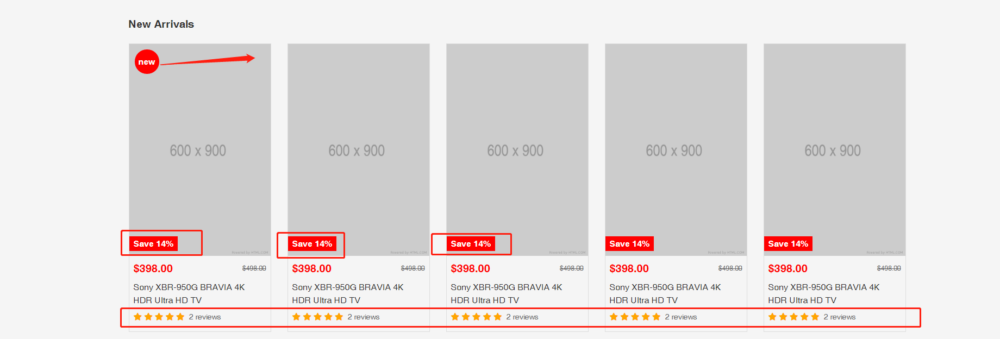 New Arrivals
new
600 x 900
600 x 900
600 x 900
600 x 900
600 x 900
Save 14%
Save 14%
Save 14%
Save 14%
Save 14%
Powered by HTML.COM
Powered by HTML.COM
Powered by HTML.COM
Powered by HTML.COM
Powered by HTML.COM
$398.00 $498.00
$398.00 $498.00
$398.00 $498.00
$398.00 $498.00
$398.00 $498.00
Sony XBR-950G BRAVIA 4K
HDR Ultra HD TV
Sony XBR-950G BRAVIA 4K
HDR Ultra HD TV
Sony XBR-950G BRAVIA 4K
HDR Ultra HD TV
Sony XBR-950G BRAVIA 4K
HDR Ultra HD TV
Sony XBR-950G BRAVIA 4K
HDR Ultra HD TV
2 reviews
2 reviews
2 reviews
2 reviews
2 reviews